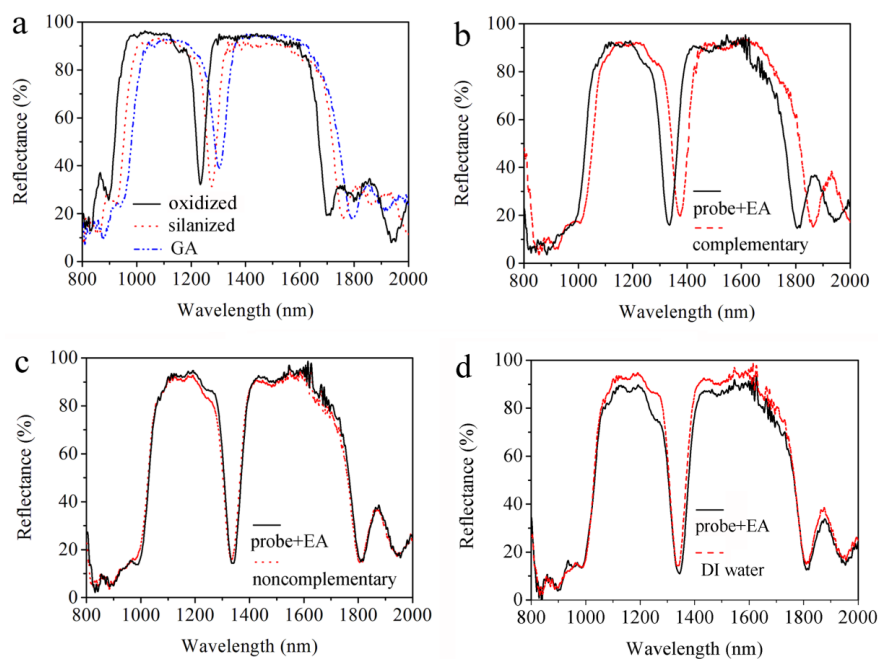 a
100
80
60
40
20
0
Reflectance (%)
oxidized
silanized
GA
800 1000 1200 1400 1600 1800 2000
Wavelength (nm)
b
100
80
60
40
20
0
Reflectance (%)
probe+EA
complementary
800 1000 1200 1400 1600 1800 2000
Wavelength (nm)
c
100
80
60
40
20
0
Reflectance (%)
probe+EA
noncomplementary
800 1000 1200 1400 1600 1800 2000
Wavelength (nm)
d
100
80
60
40
20
0
Reflectance (%)
probe+EA
DI water
800 1000 1200 1400 1600 1800 2000
Wavelength (nm)